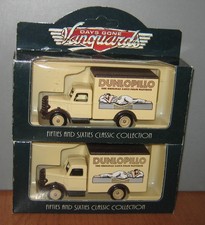 DAYS GONE
Vanguards
DUNLOPILLO
FIFTIES AND SIXTIES CLASSIC COLLECTION
DUNLOPILLO
FIFTIES AND SIXTIES CLASSIC COLLECTION